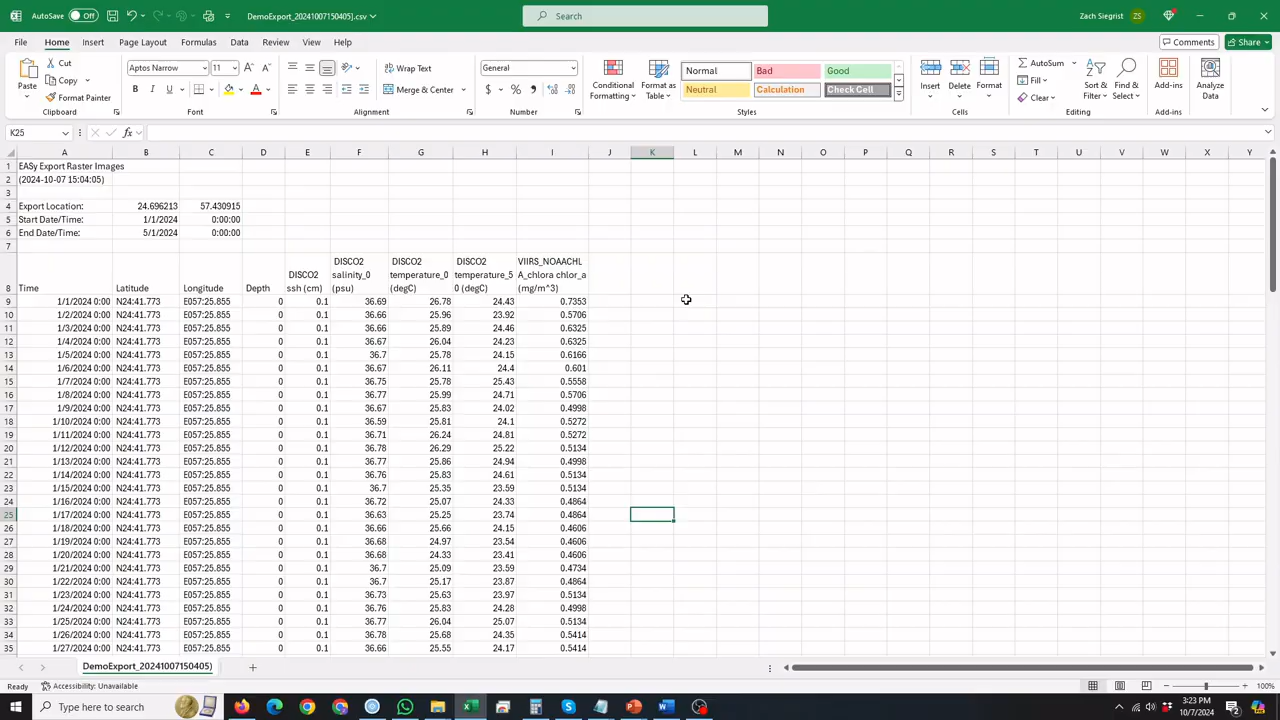 AutoSave Off DemoExport_20241007150405].csv Search Zach Siegrist ZS
File Home Insert Page Layout Formulas Data Review View Help Comments Share
Paste Cut Copy Format Painter Clipboard
Aptos Narrow 11 B I U A Font
Wrap Text Merge & Center Alignment
General $ % Number
Conditional Formatting Format as Table Normal Bad Good Neutral Calculation Check Cell Styles
Insert Delete Format Cells
AutoSum Fill Clear Sort & Filter Find & Select Editing
Add-ins Add-ins Analyze Data
K25 fx
A B C D E F G H I J K L M N O P Q R S T U V W X Y
1 EASy Export Raster Images
2 (2024-10-07 15:04:05)
3
4 Export Location: 24.696213 57.430915
5 Start Date/Time: 1/1/2024 0:00:00
6 End Date/Time: 5/1/2024 0:00:00
7
8 Time Latitude Longitude Depth DISCO2 ssh (cm) DISCO2 salinity_0 (psu) DISCO2 temperature_0 (degC) DISCO2 temperature_50 (degC) VIIRS_NOAACHLA_chlora chlor_a (mg/m^3)
9 1/1/2024 0:00 N24:41.773 E057:25.855 0 0.1 36.69 26.78 24.43 0.7353
10 1/2/2024 0:00 N24:41.773 E057:25.855 0 0.1 36.66 25.96 23.92 0.5706
11 1/3/2024 0:00 N24:41.773 E057:25.855 0 0.1 36.66 25.89 24.46 0.6325
12 1/4/2024 0:00 N24:41.773 E057:25.855 0 0.1 36.67 26.04 24.23 0.6325
13 1/5/2024 0:00 N24:41.773 E057:25.855 0 0.1 36.7 25.78 24.15 0.6166
14 1/6/2024 0:00 N24:41.773 E057:25.855 0 0.1 36.67 26.11 24.4 0.601
15 1/7/2024 0:00 N24:41.773 E057:25.855 0 0.1 36.75 25.78 25.43 0.5558
16 1/8/2024 0:00 N24:41.773 E057:25.855 0 0.1 36.77 25.99 24.71 0.5706
17 1/9/2024 0:00 N24:41.773 E057:25.855 0 0.1 36.67 25.83 24.02 0.4998
18 1/10/2024 0:00 N24:41.773 E057:25.855 0 0.1 36.59 25.81 24.1 0.5272
19 1/11/2024 0:00 N24:41.773 E057:25.855 0 0.1 36.71 26.24 24.81 0.5272
20 1/12/2024 0:00 N24:41.773 E057:25.855 0 0.1 36.78 26.29 25.22 0.5134
21 1/13/2024 0:00 N24:41.773 E057:25.855 0 0.1 36.77 25.86 24.94 0.4998
22 1/14/2024 0:00 N24:41.773 E057:25.855 0 0.1 36.76 25.83 24.61 0.5134
23 1/15/2024 0:00 N24:41.773 E057:25.855 0 0.1 36.7 25.35 23.59 0.5134
24 1/16/2024 0:00 N24:41.773 E057:25.855 0 0.1 36.72 25.07 24.33 0.4864
25 1/17/2024 0:00 N24:41.773 E057:25.855 0 0.1 36.63 25.25 23.74 0.4864
26 1/18/2024 0:00 N24:41.773 E057:25.855 0 0.1 36.66 25.66 24.15 0.4606
27 1/19/2024 0:00 N24:41.773 E057:25.855 0 0.1 36.68 24.97 23.54 0.4606
28 1/20/2024 0:00 N24:41.773 E057:25.855 0 0.1 36.68 24.33 23.41 0.4606
29 1/21/2024 0:00 N24:41.773 E057:25.855 0 0.1 36.7 25.09 23.59 0.4734
30 1/22/2024 0:00 N24:41.773 E057:25.855 0 0.1 36.7 25.17 23.87 0.4864
31 1/23/2024 0:00 N24:41.773 E057:25.855 0 0.1 36.73 25.63 23.97 0.5134
32 1/24/2024 0:00 N24:41.773 E057:25.855 0 0.1 36.76 25.83 24.28 0.4998
33 1/25/2024 0:00 N24:41.773 E057:25.855 0 0.1 36.77 26.04 25.07 0.5134
34 1/26/2024 0:00 N24:41.773 E057:25.855 0 0.1 36.78 25.68 24.35 0.5414
35 1/27/2024 0:00 N24:41.773 E057:25.855 0 0.1 36.66 25.55 24.17 0.5414
DemoExport_20241007150405)
Ready Accessibility: Unavailable 100%
Type here to search 3:23 PM
10/7/2024